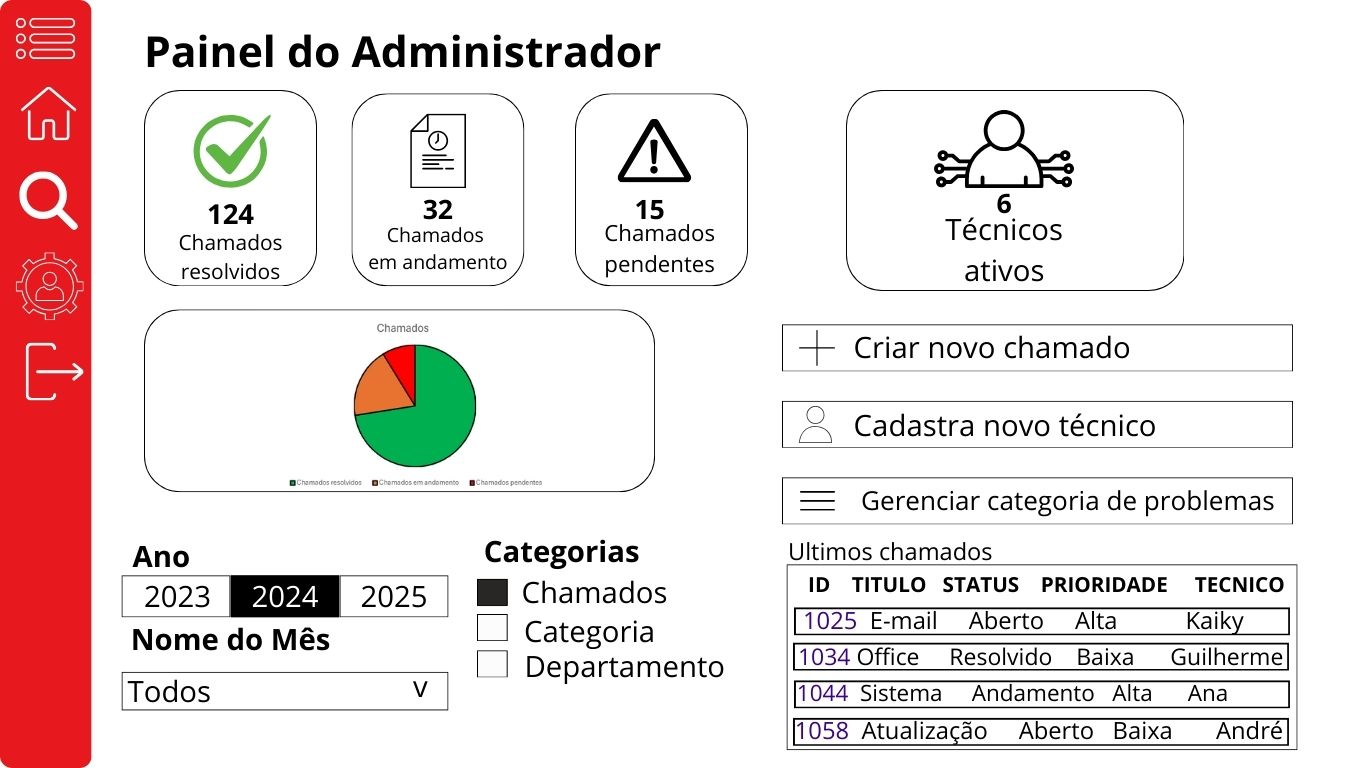 Painel do Administrador
124
Chamados
resolvidos
32
Chamados
em andamento
15
Chamados
pendentes
6
Técnicos
ativos
Chamados
Chamados resolvidos Chamados em andamento Chamados pendentes
Criar novo chamado
Cadastra novo técnico
Gerenciar categoria de problemas
Ano
2023 2024 2025
Nome do Mês
Todos v
Categorias
Chamados
Categoria
Departamento
Ultimos chamados
ID TITULO STATUS PRIORIDADE TECNICO
1025 E-mail Aberto Alta Kaiky
1034 Office Resolvido Baixa Guilherme
1044 Sistema Andamento Alta Ana
1058 Atualização Aberto Baixa André